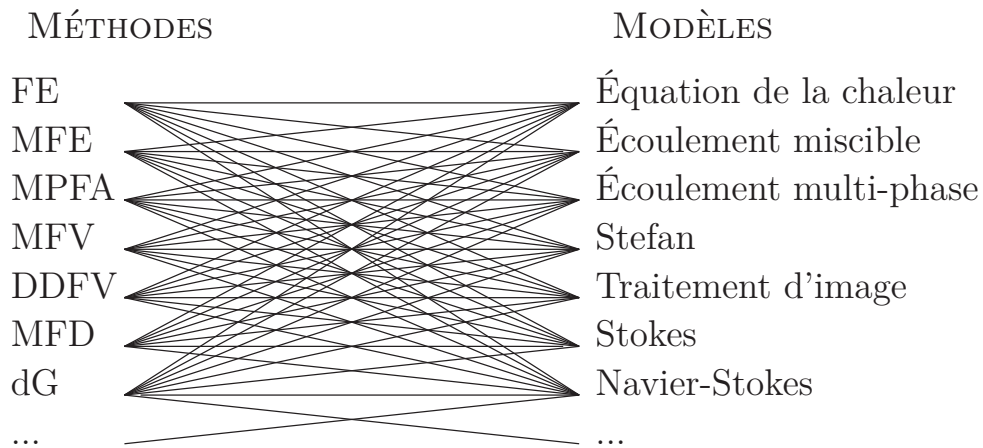 MÉTHODES MODÈLES
FE Équation de la chaleur
MFE Écoulement miscible
MPFA Écoulement multi-phase
MFV Stefan
DDFV Traitement d'image
MFD Stokes
dG Navier-Stokes
... ...